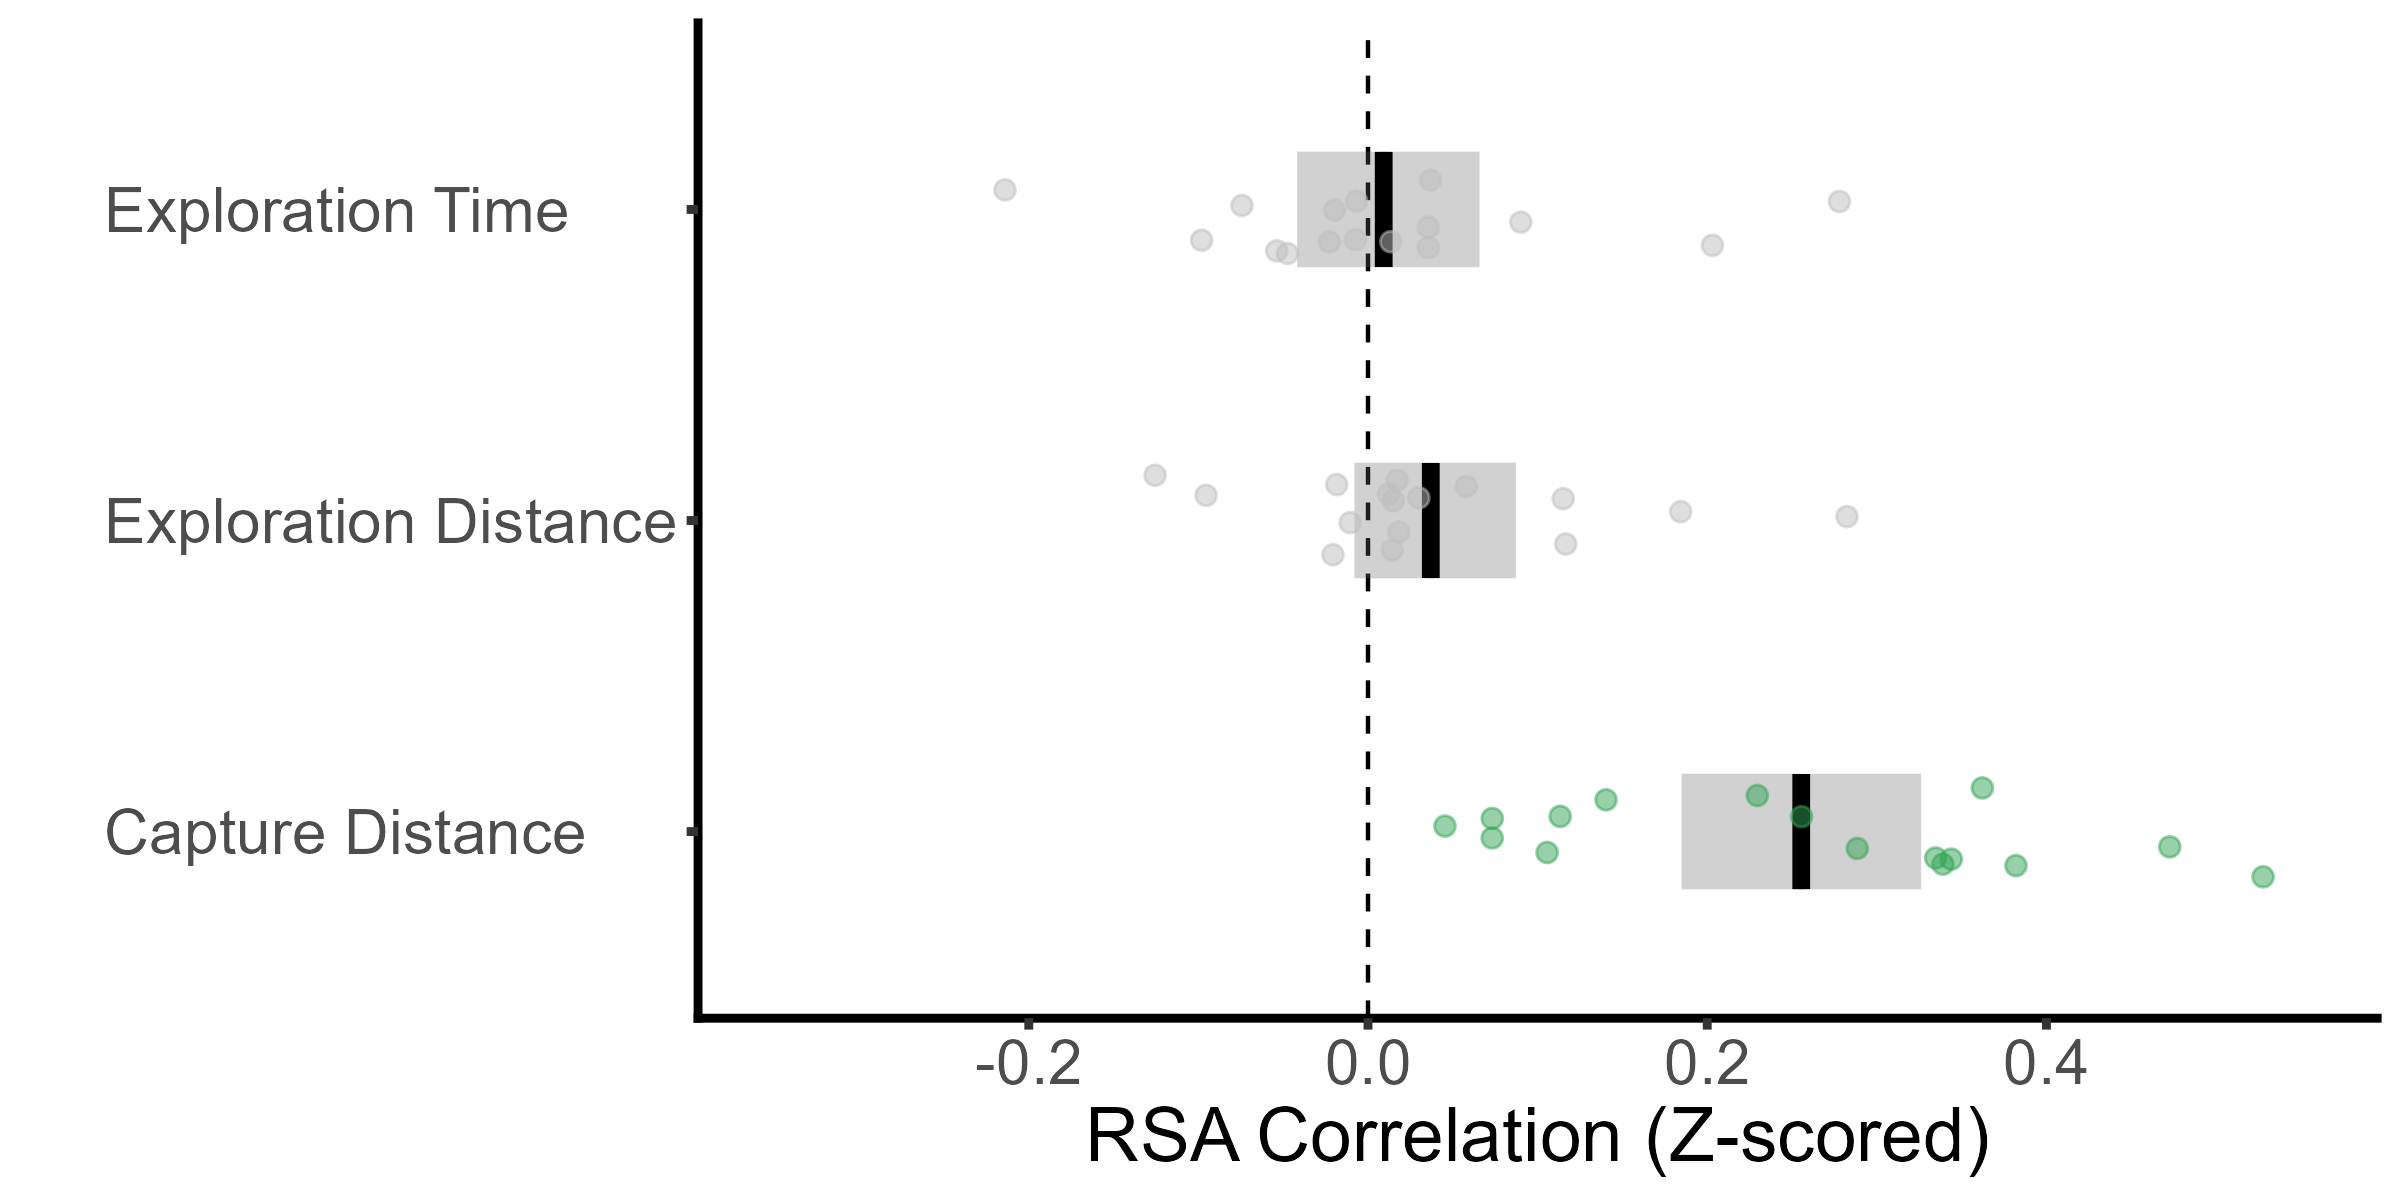 Exploration Time
Exploration Distance
Capture Distance
-0.2 0.0 0.2 0.4
RSA Correlation (Z-scored)